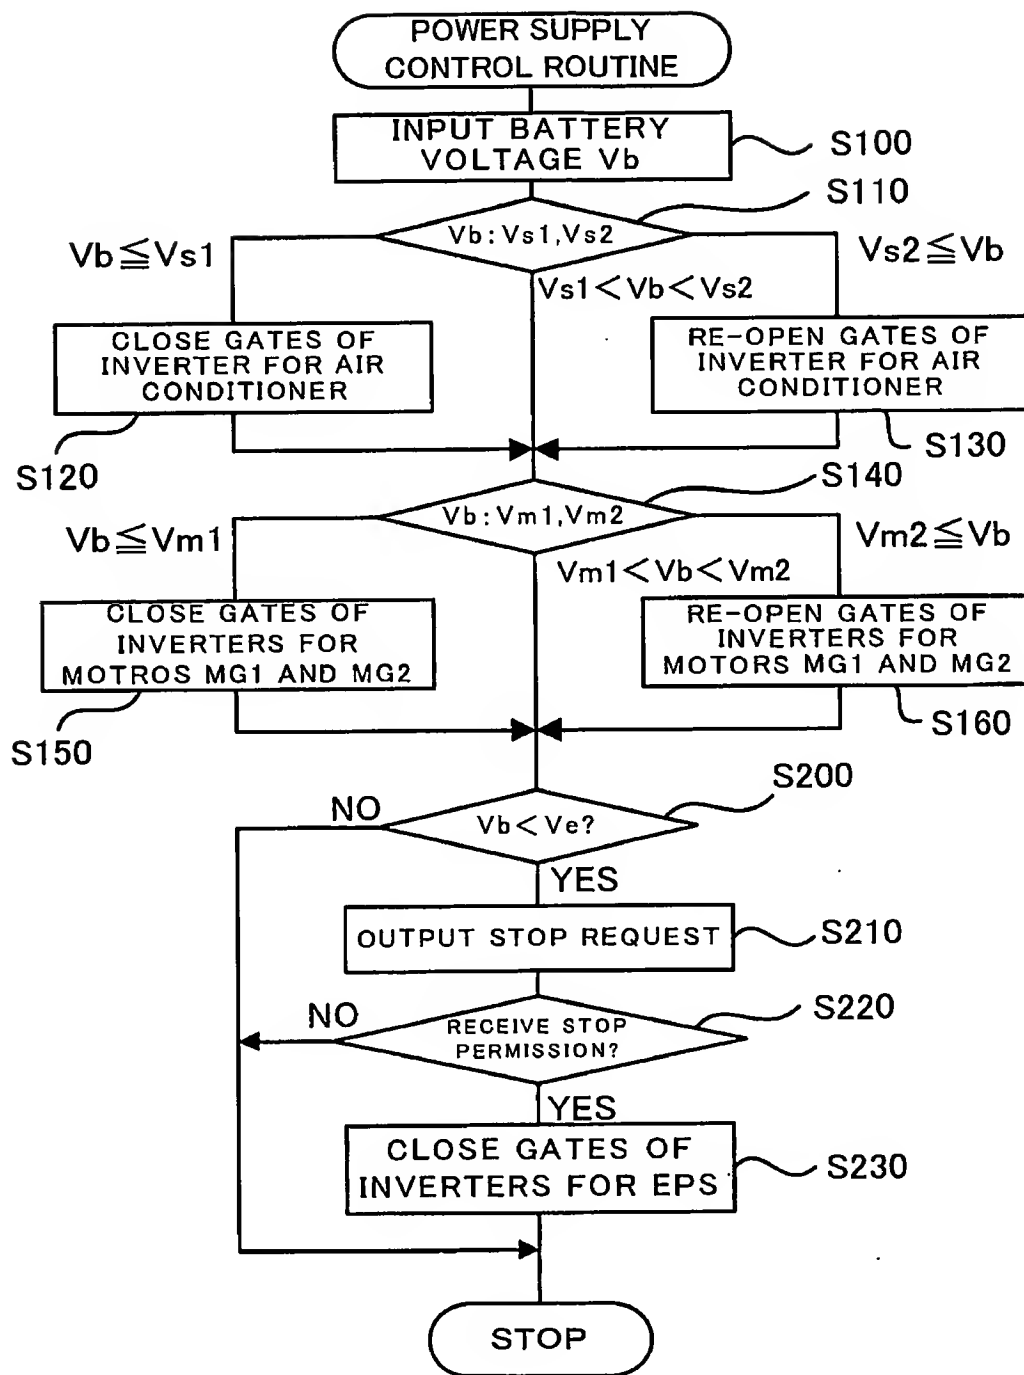 POWER SUPPLY
CONTROL ROUTINE
INPUT BATTERY
VOLTAGE Vb
S100
S110
Vb:Vs1,Vs2
Vb≦Vs1
Vs2≦Vb
Vs1<Vb<Vs2
CLOSE GATES OF
INVERTER FOR AIR
CONDITIONER
RE-OPEN GATES OF
INVERTER FOR AIR
CONDITIONER
S120
S130
S140
Vb:Vm1,Vm2
Vb≦Vm1
Vm2≦Vb
Vm1<Vb<Vm2
CLOSE GATES OF
INVERTERS FOR
MOTROS MG1 AND MG2
RE-OPEN GATES OF
INVERTERS FOR
MOTORS MG1 AND MG2
S150
S160
S200
NO
Vb<Ve?
YES
OUTPUT STOP REQUEST
S210
S220
NO
RECEIVE STOP
PERMISSION?
YES
CLOSE GATES OF
INVERTERS FOR EPS
S230
STOP